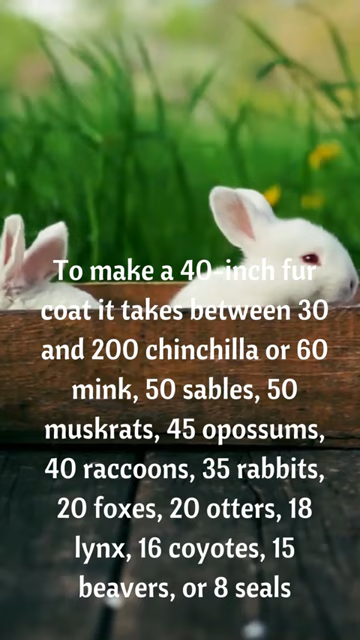 To make a 40-inch fur
coat it takes between 30
and 200 chinchilla or 60
mink, 50 sables, 50
muskrats, 45 opossums,
40 raccoons, 35 rabbits,
20 foxes, 20 otters, 18
lynx, 16 coyotes, 15
beavers, or 8 seals